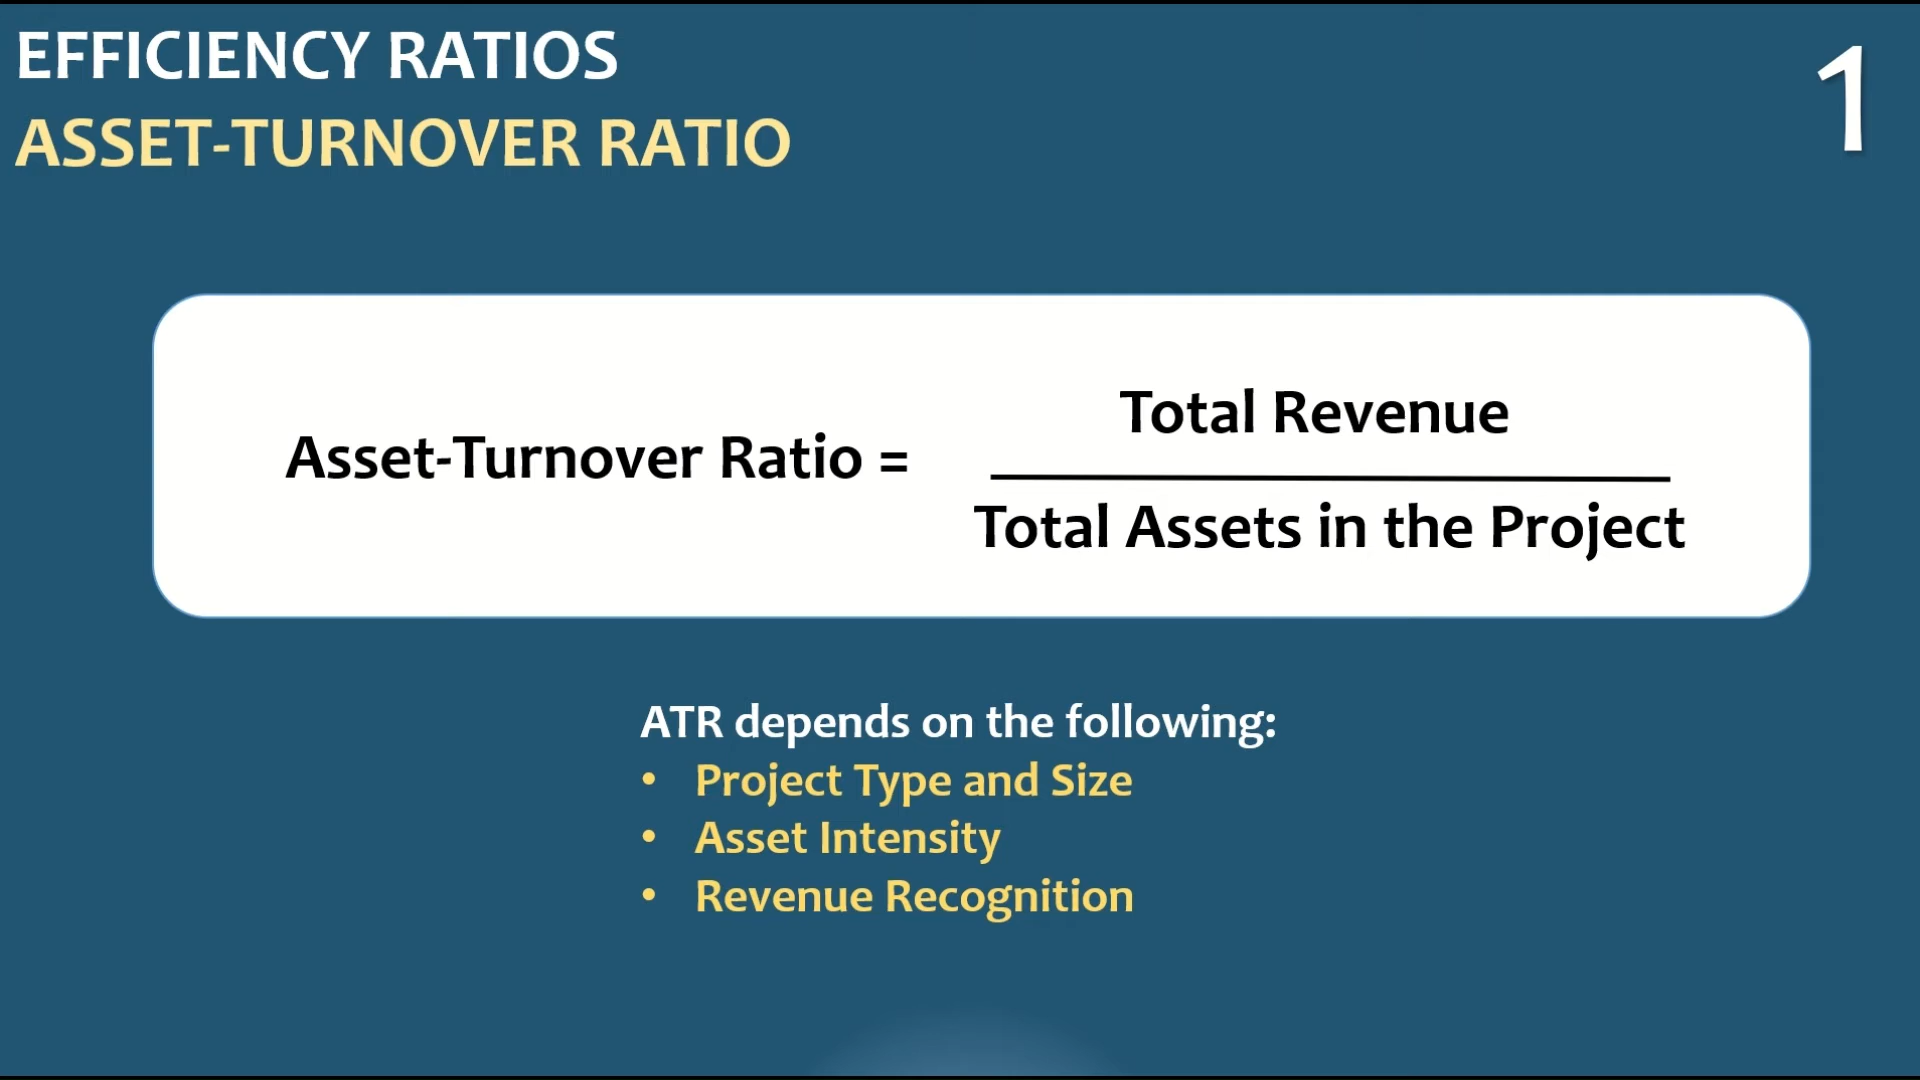 EFFICIENCY RATIOS
1
ASSET-TURNOVER RATIO
Asset-Turnover Ratio =
Total Revenue
Total Assets in the Project
ATR depends on the following:
• Project Type and Size
• Asset Intensity
• Revenue Recognition